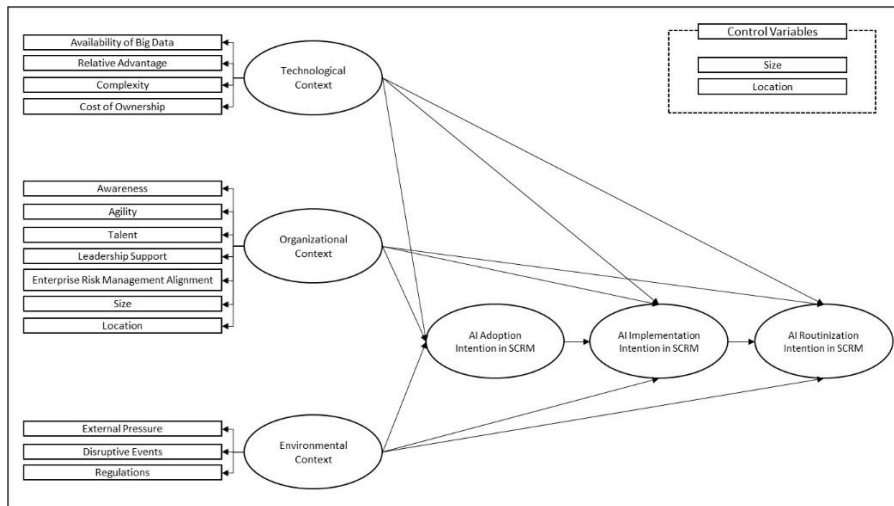 Availability of Big Data
Relative Advantage
Complexity
Cost of Ownership
Technological
Context
Control Variables
Size
Location
Awareness
Agility
Talent
Leadership Support
Enterprise Risk Management Alignment
Size
Location
Organizational
Context
AI Adoption
Intention in SCRM
AI Implementation
Intention in SCRM
AI Routinization
Intention in SCRM
External Pressure
Disruptive Events
Regulations
Environmental
Context